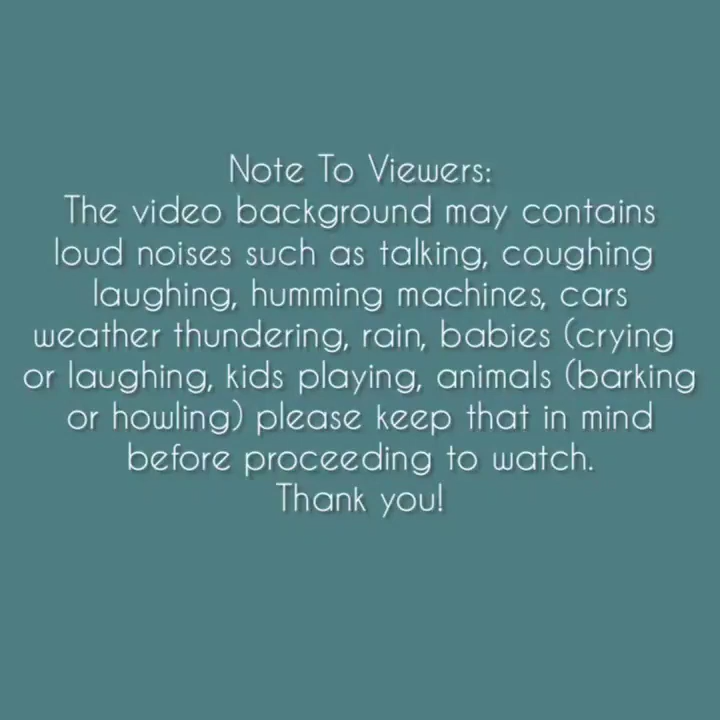 Note To Viewers:
The video background may contains
loud noises such as talking, coughing
laughing, humming machines, cars
weather thundering, rain, babies (crying
or laughing, kids playing, animals (barking
or howling) please keep that in mind
before proceeding to watch.
Thank you!